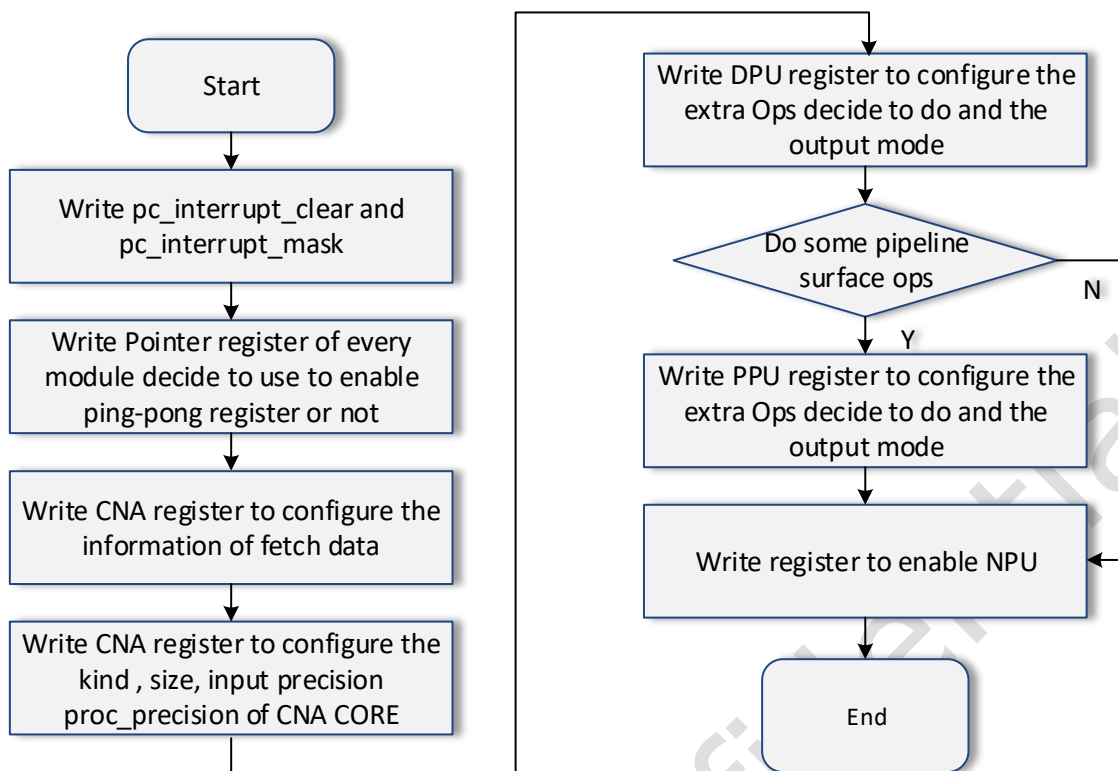 Start
Write pc_interrupt_clear and
pc_interrupt_mask
Write Pointer register of every
module decide to use to enable
ping-pong register or not
Write CNA register to configure the
information of fetch data
Write CNA register to configure the
kind , size, input precision
proc_precision of CNA CORE
Write DPU register to configure the
extra Ops decide to do and the
output mode
Do some pipeline
surface ops
N
Y
Write PPU register to configure the
extra Ops decide to do and the
output mode
Write register to enable NPU
End